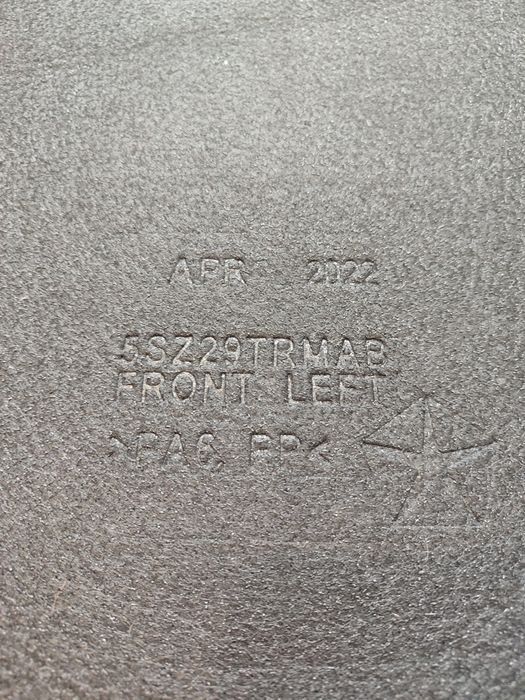 APR 2022
5SZ29TRMAB
FRONT LEFT
>PA6, PP<